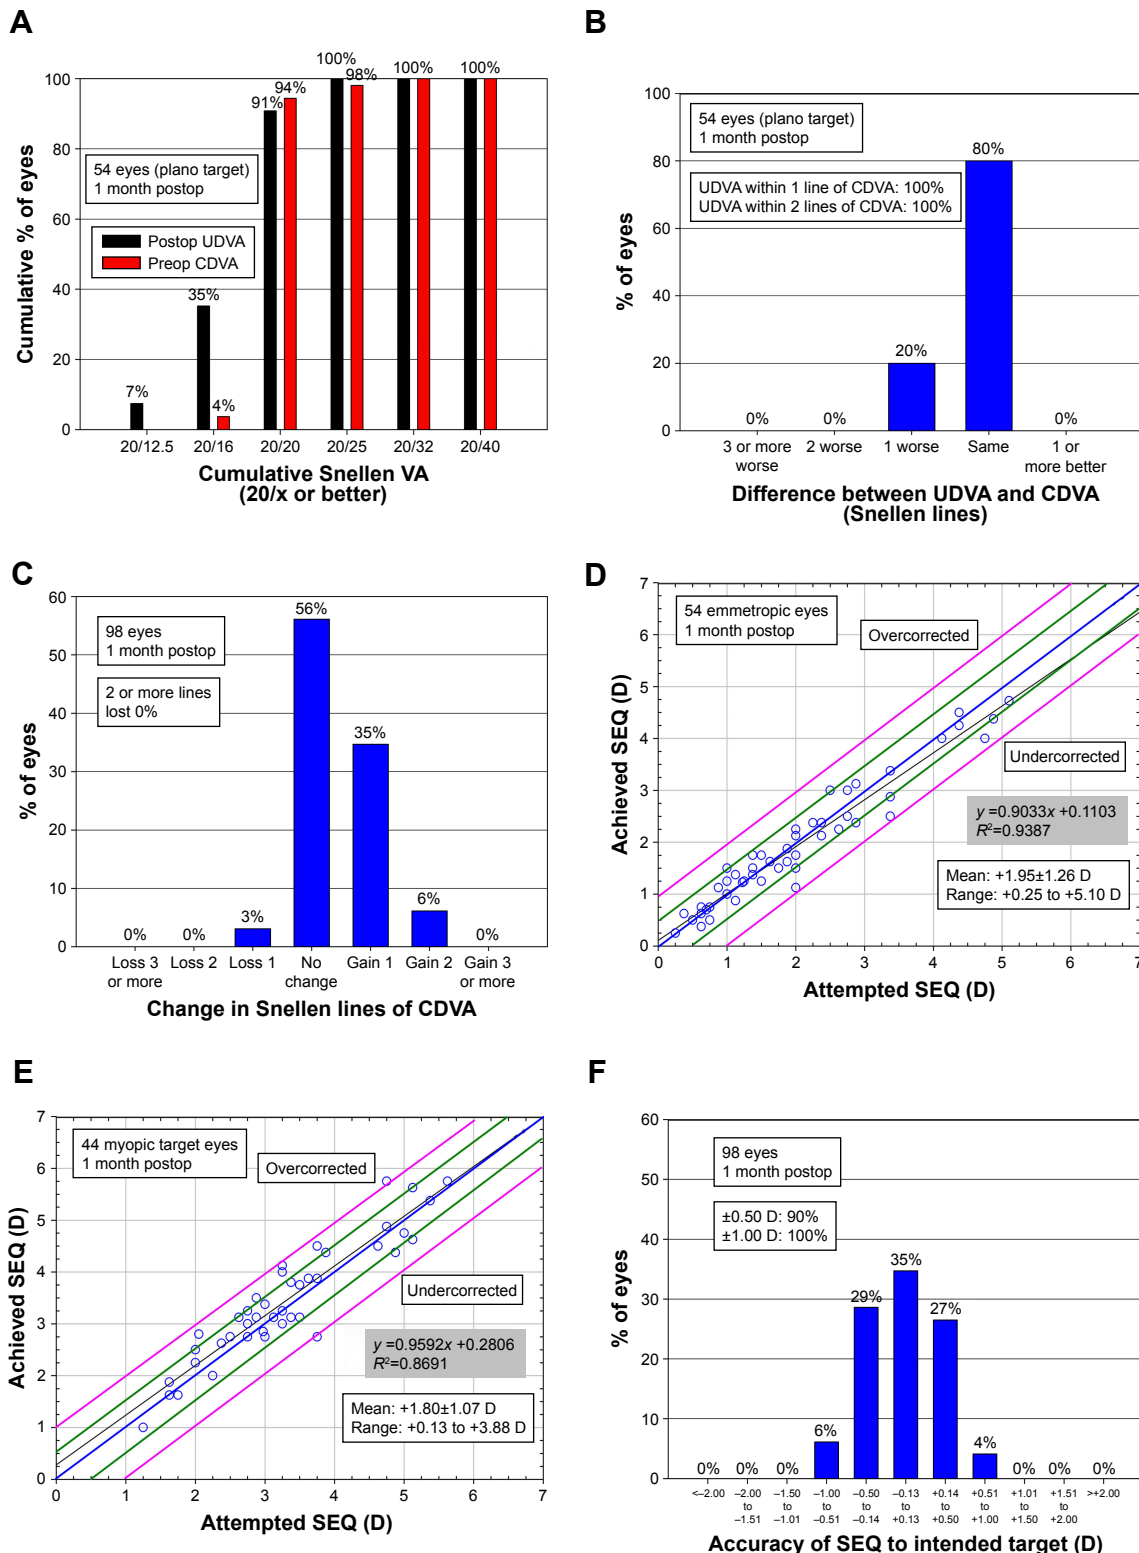 A
100%
98%
100%
100%
94%
91%
100
80
60
40
20
0
54 eyes (plano target)
1 month postop
Postop UDVA
Preop CDVA
35%
7%
4%
20/12.5
20/16
20/20
20/25
20/32
20/40
Cumulative % of eyes
Cumulative Snellen VA
(20/x or better)
B
100
80
60
40
20
0
54 eyes (plano target)
1 month postop
UDVA within 1 line of CDVA: 100%
UDVA within 2 lines of CDVA: 100%
80%
20%
0%
0%
0%
3 or more
worse
2 worse
1 worse
Same
1 or
more better
% of eyes
Difference between UDVA and CDVA
(Snellen lines)
C
60
50
40
30
20
10
0
98 eyes
1 month postop
2 or more lines
lost 0%
56%
35%
6%
3%
0%
0%
0%
Loss 3
or more
Loss 2
Loss 1
No
change
Gain 1
Gain 2
Gain 3
or more
% of eyes
Change in Snellen lines of CDVA
D
7
6
5
4
3
2
1
0
54 emmetropic eyes
1 month postop
Overcorrected
Undercorrected
y =0.9033x +0.1103
R²=0.9387
Mean: +1.95±1.26 D
Range: +0.25 to +5.10 D
0
1
2
3
4
5
6
7
Achieved SEQ (D)
Attempted SEQ (D)
E
7
6
5
4
3
2
1
0
44 myopic target eyes
1 month postop
Overcorrected
Undercorrected
y =0.9592x +0.2806
R²=0.8691
Mean: +1.80±1.07 D
Range: +0.13 to +3.88 D
0
1
2
3
4
5
6
7
Achieved SEQ (D)
Attempted SEQ (D)
F
60
50
40
30
20
10
0
98 eyes
1 month postop
±0.50 D: 90%
±1.00 D: 100%
35%
29%
27%
6%
4%
0%
0%
0%
0%
0%
0%
<–2.00
–2.00
to
–1.51
–1.50
to
–1.01
–1.00
to
–0.51
–0.50
to
–0.14
–0.13
to
+0.13
+0.14
to
+0.50
+0.51
to
+1.00
+1.01
to
+1.50
+1.51
to
+2.00
>+2.00
% of eyes
Accuracy of SEQ to intended target (D)